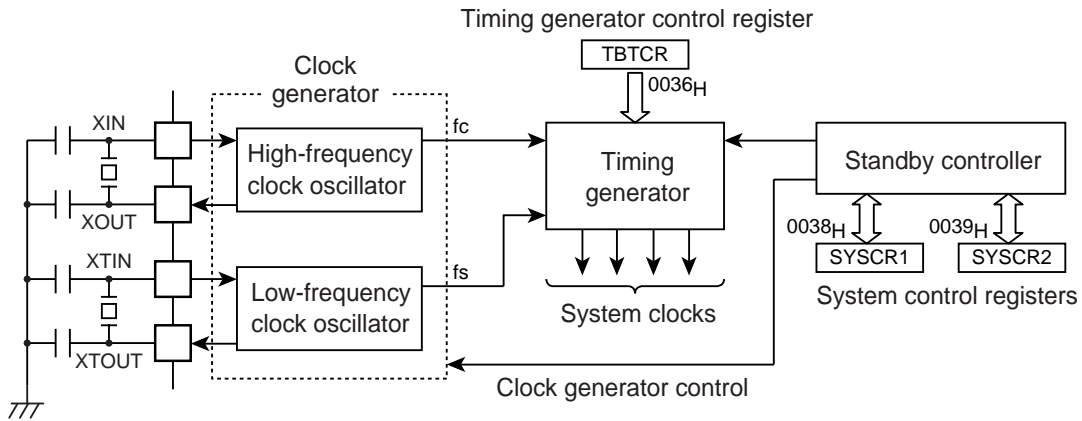 Timing generator control register
TBTCR
0036H
Clock
generator
XIN
High-frequency
clock oscillator
fc
Timing
generator
Standby controller
XOUT
0038H
0039H
SYSCR1
SYSCR2
System control registers
XTIN
Low-frequency
clock oscillator
fs
System clocks
XTOUT
Clock generator control